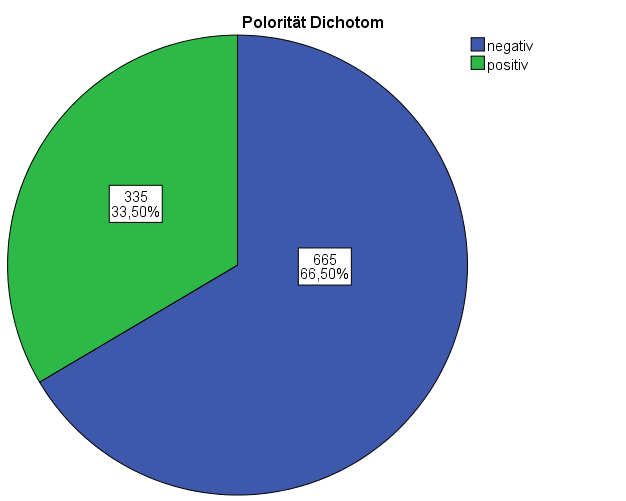 Polorität Dichotom
negativ
positiv
335
33,50%
665
66,50%